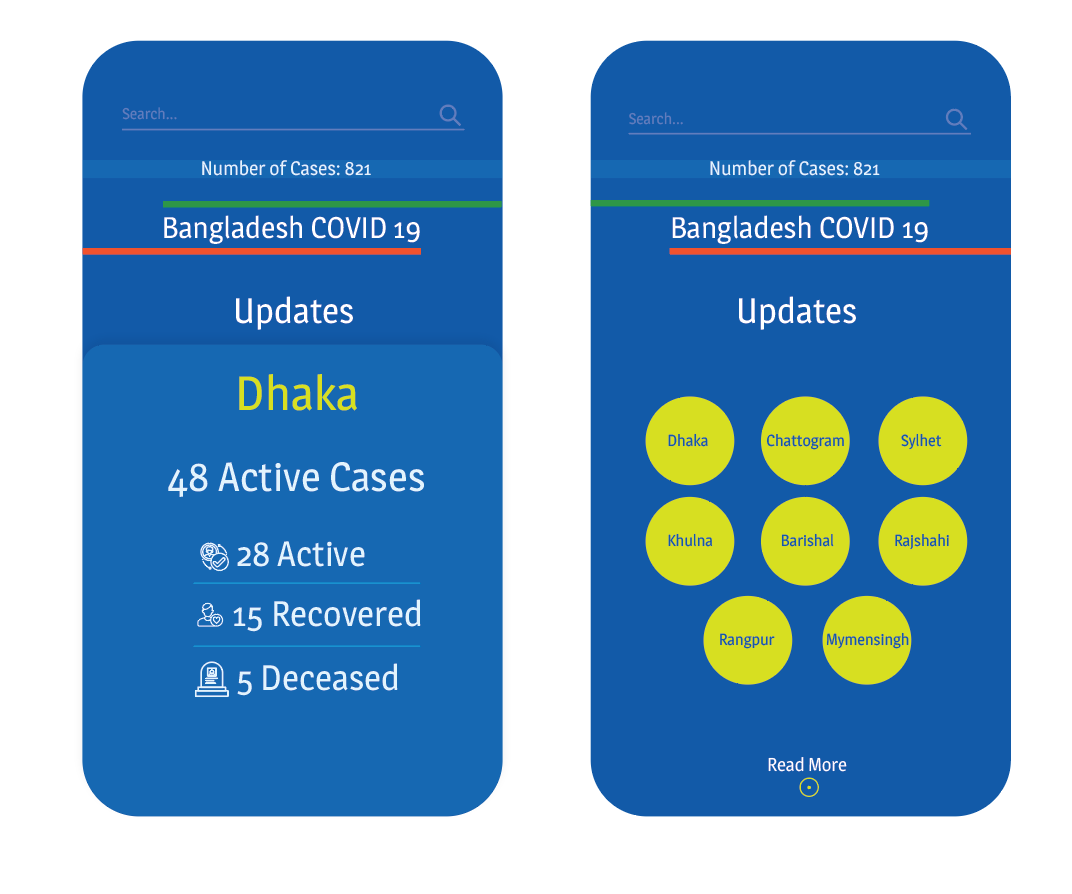 Search...
Number of Cases: 821
Bangladesh COVID 19
Updates
Dhaka
48 Active Cases
28 Active
15 Recovered
5 Deceased
Search...
Number of Cases: 821
Bangladesh COVID 19
Updates
Dhaka Chattogram Sylhet
Khulna Barishal Rajshahi
Rangpur Mymensingh
Read More